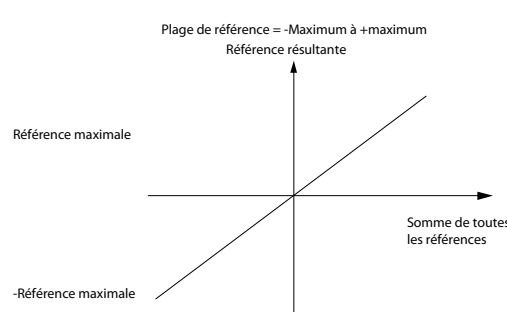 Plage de référence = -Maximum à +maximum
Référence résultante
Référence maximale
Somme de toutes
les références
-Référence maximale